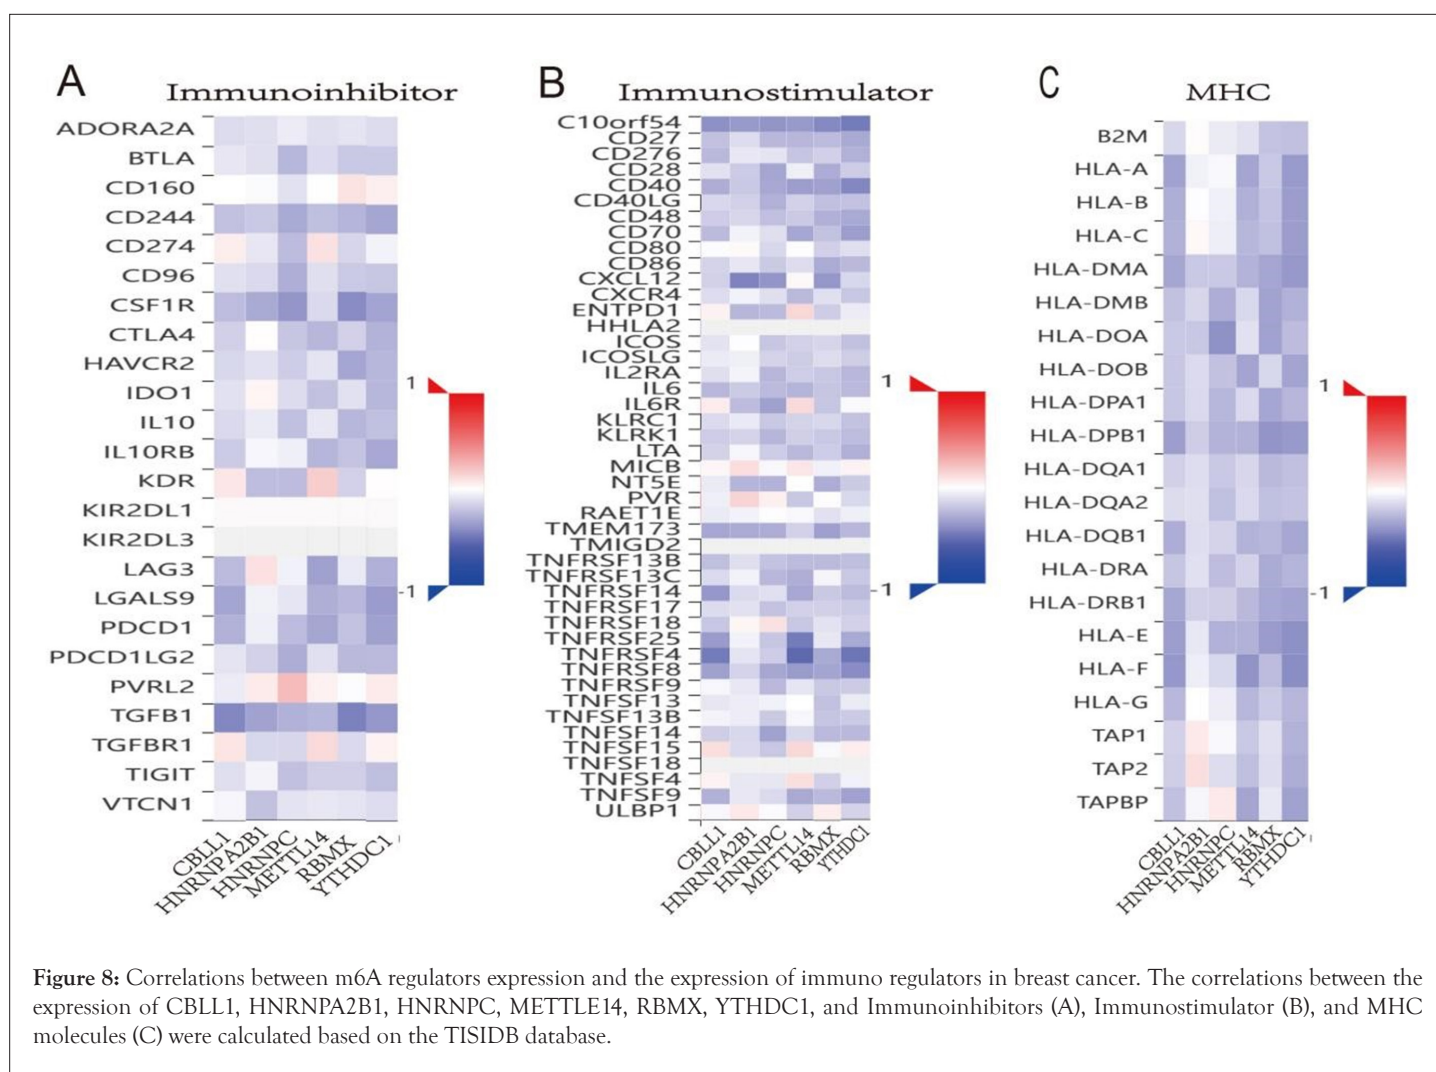 A
Immunoinhibitor
ADORA2A
BTLA
CD160
CD244
CD274
CD96
CSF1R
CTLA4
HAVCR2
IDO1
IL10
IL10RB
KDR
KIR2DL1
KIR2DL3
LAG3
LGALS9
PDCD1
PDCD1LG2
PVRL2
TGFB1
TGFBR1
TIGIT
VTCN1
CBLL1
HNRNPA2B1
HNRNPC
METTL14
RBMX
YTHDC1
1
-1
B
Immunostimulator
C10orf54
CD27
CD276
CD28
CD40
CD40LG
CD48
CD70
CD80
CD86
CXCL12
CXCR4
ENTPD1
HHLA2
ICOS
ICOSLG
IL2RA
IL6
IL6R
KLRC1
KLRK1
LTA
MICB
NT5E
PVR
RAET1E
TMEM173
TMIGD2
TNFRSF13B
TNFRSF13C
TNFRSF14
TNFRSF17
TNFRSF18
TNFRSF25
TNFRSF4
TNFRSF8
TNFRSF9
TNFSF13
TNFSF13B
TNFSF14
TNFSF15
TNFSF18
TNFSF4
TNFSF9
ULBP1
CBLL1
HNRNPA2B1
HNRNPC
METTL14
RBMX
YTHDC1
1
-1
C
MHC
B2M
HLA-A
HLA-B
HLA-C
HLA-DMA
HLA-DMB
HLA-DOA
HLA-DOB
HLA-DPA1
HLA-DPB1
HLA-DQA1
HLA-DQA2
HLA-DQB1
HLA-DRA
HLA-DRB1
HLA-E
HLA-F
HLA-G
TAP1
TAP2
TAPBP
CBLL1
HNRNPA2B1
HNRNPC
METTL14
RBMX
YTHDC1
1
-1
Figure 8: Correlations between m6A regulators expression and the expression of immuno regulators in breast cancer. The correlations between the
expression of CBLL1, HNRNPA2B1, HNRNPC, METTLE14, RBMX, YTHDC1, and Immunoinhibitors (A), Immunostimulator (B), and MHC
molecules (C) were calculated based on the TISIDB database.